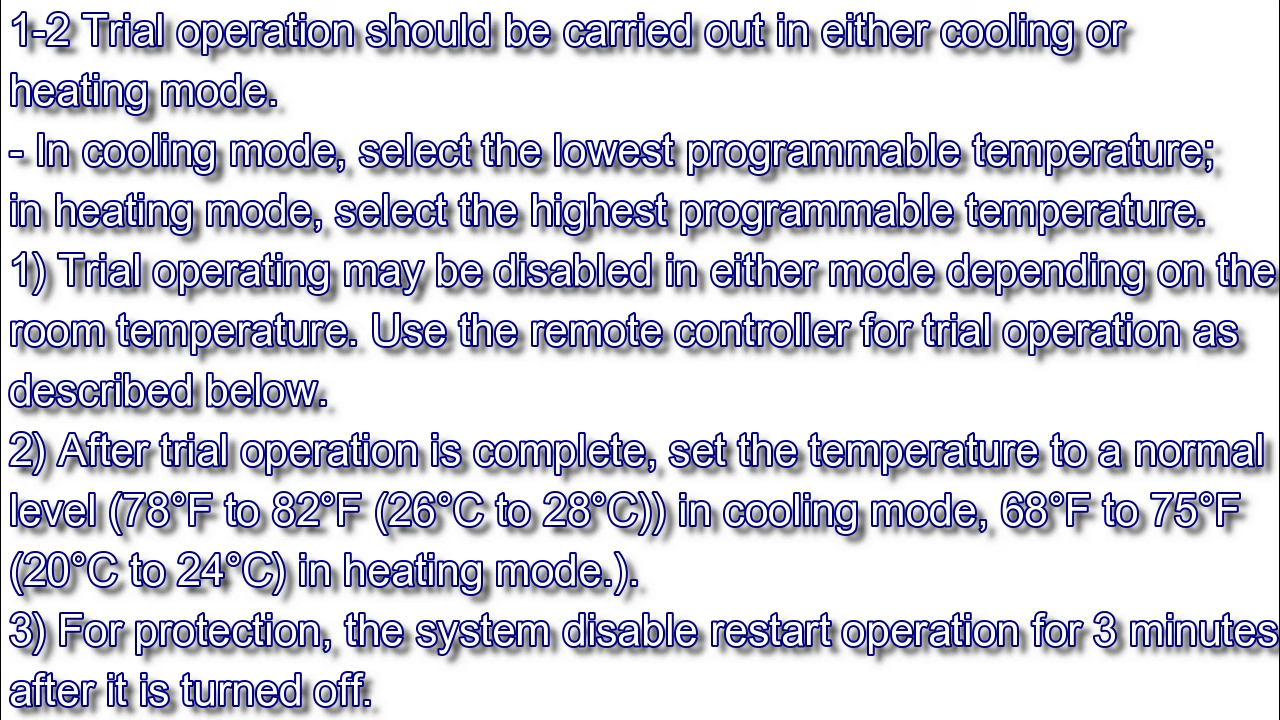 1-2 Trial operation should be carried out in either cooling or
heating mode.
- In cooling mode, select the lowest programmable temperature;
in heating mode, select the highest programmable temperature.
1) Trial operating may be disabled in either mode depending on the
room temperature. Use the remote controller for trial operation as
described below.
2) After trial operation is complete, set the temperature to a normal
level (78°F to 82°F (26°C to 28°C)) in cooling mode, 68°F to 75°F
(20°C to 24°C) in heating mode.).
3) For protection, the system disable restart operation for 3 minutes
after it is turned off.